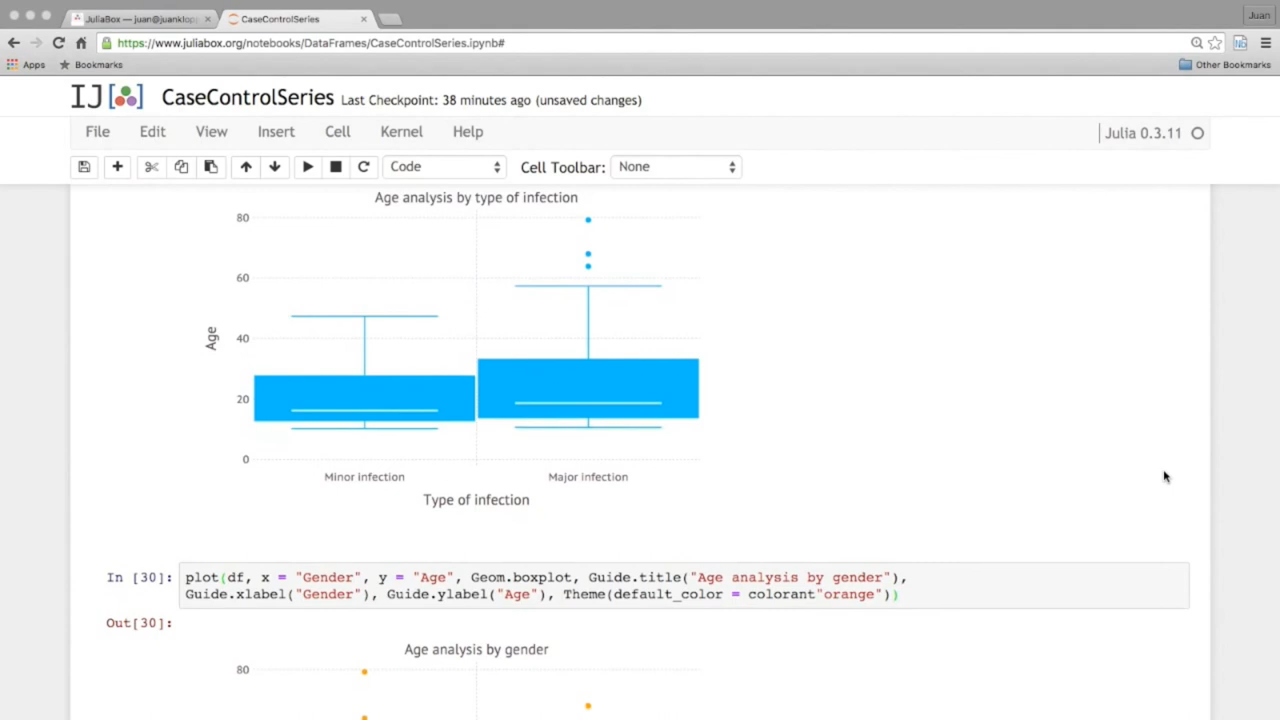 JuliaBox — juan@juanklopp
CaseControlSeries
Juan
https://www.juliabox.org/notebooks/DataFrames/CaseControlSeries.ipynb#
Apps
Bookmarks
Other Bookmarks
IJ[ ] CaseControlSeries Last Checkpoint: 38 minutes ago (unsaved changes)
File Edit View Insert Cell Kernel Help
Julia 0.3.11
Code
Cell Toolbar: None
Age analysis by type of infection
80
60
40
20
0
Age
Minor infection
Major infection
Type of infection
In [30]: plot(df, x = "Gender", y = "Age", Geom.boxplot, Guide.title("Age analysis by gender"),
Guide.xlabel("Gender"), Guide.ylabel("Age"), Theme(default_color = colorant"orange"))
Out[30]:
Age analysis by gender
80